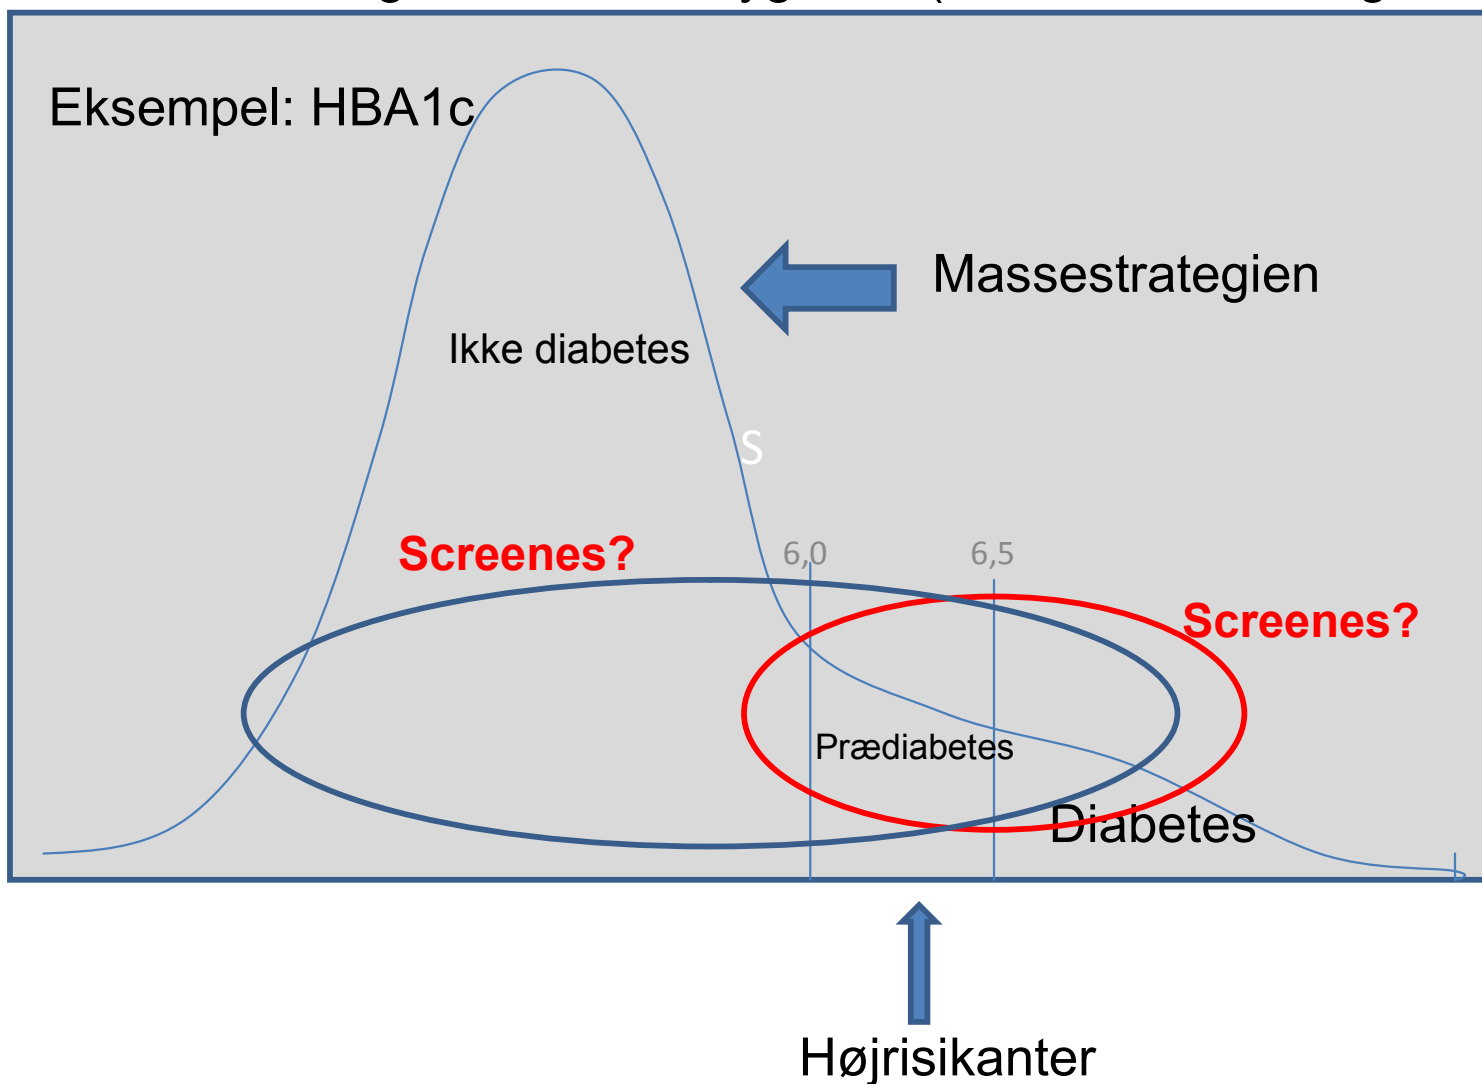 Eksempel: HBA1c
Massestrategien
Ikke diabetes
S
Screenes?
6,0
6,5
Screenes?
Prædiabetes
Diabetes
Højrisikanter